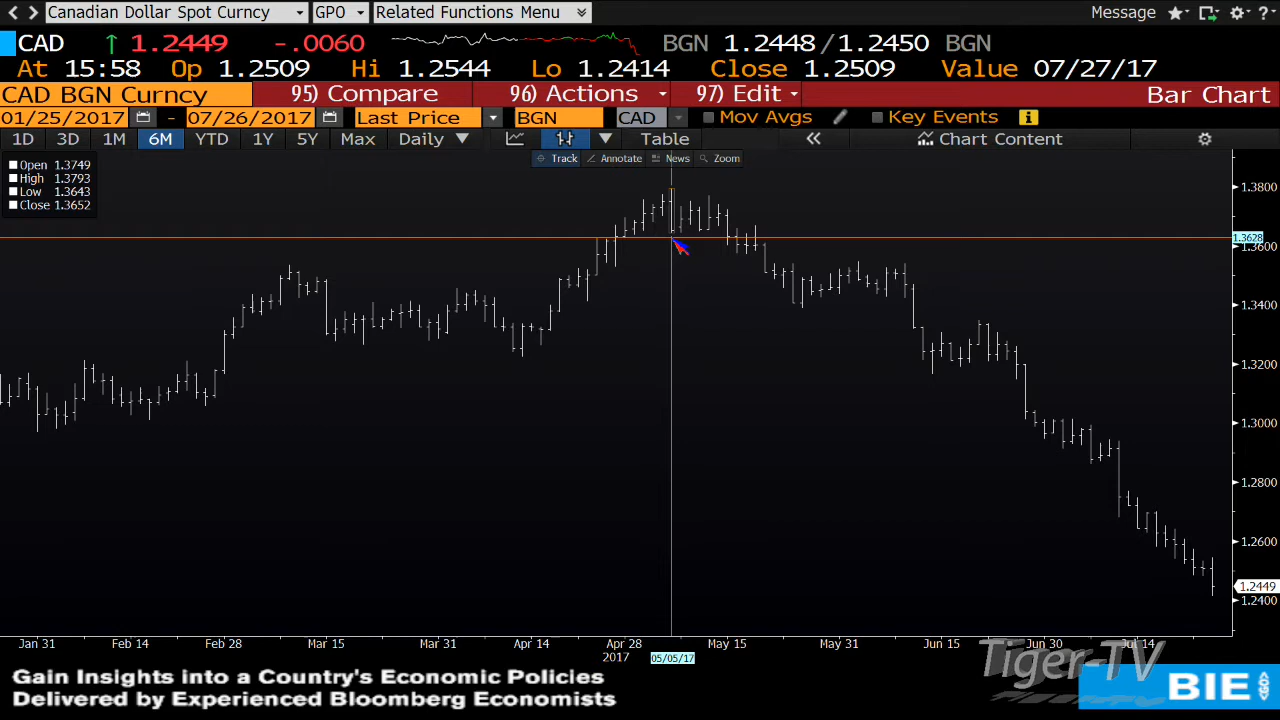 Canadian Dollar Spot Curncy GPO Related Functions Menu Message
CAD 1.2449 -.0060 BGN 1.2448/1.2450 BGN
At 15:58 Op 1.2509 Hi 1.2544 Lo 1.2414 Close 1.2509 Value 07/27/17
CAD BGN Curncy 95) Compare 96) Actions 97) Edit Bar Chart
01/25/2017 - 07/26/2017 Last Price BGN CAD Mov Avgs Key Events
1D 3D 1M 6M YTD 1Y 5Y Max Daily Table « Chart Content
Track Annotate News Zoom
Open 1.3749
High 1.3793
Low 1.3643
Close 1.3652
1.3800
1.3628
1.3600
1.3400
1.3200
1.3000
1.2800
1.2600
1.2449
1.2400
Jan 31 Feb 14 Feb 28 Mar 15 Mar 31 Apr 14 Apr 28 May 15 May 31 Jun 15 Jun 30 Jul 14
2017 05/05/17
Tiger-TV
Gain Insights into a Country's Economic Policies
Delivered by Experienced Bloomberg Economists
BIE